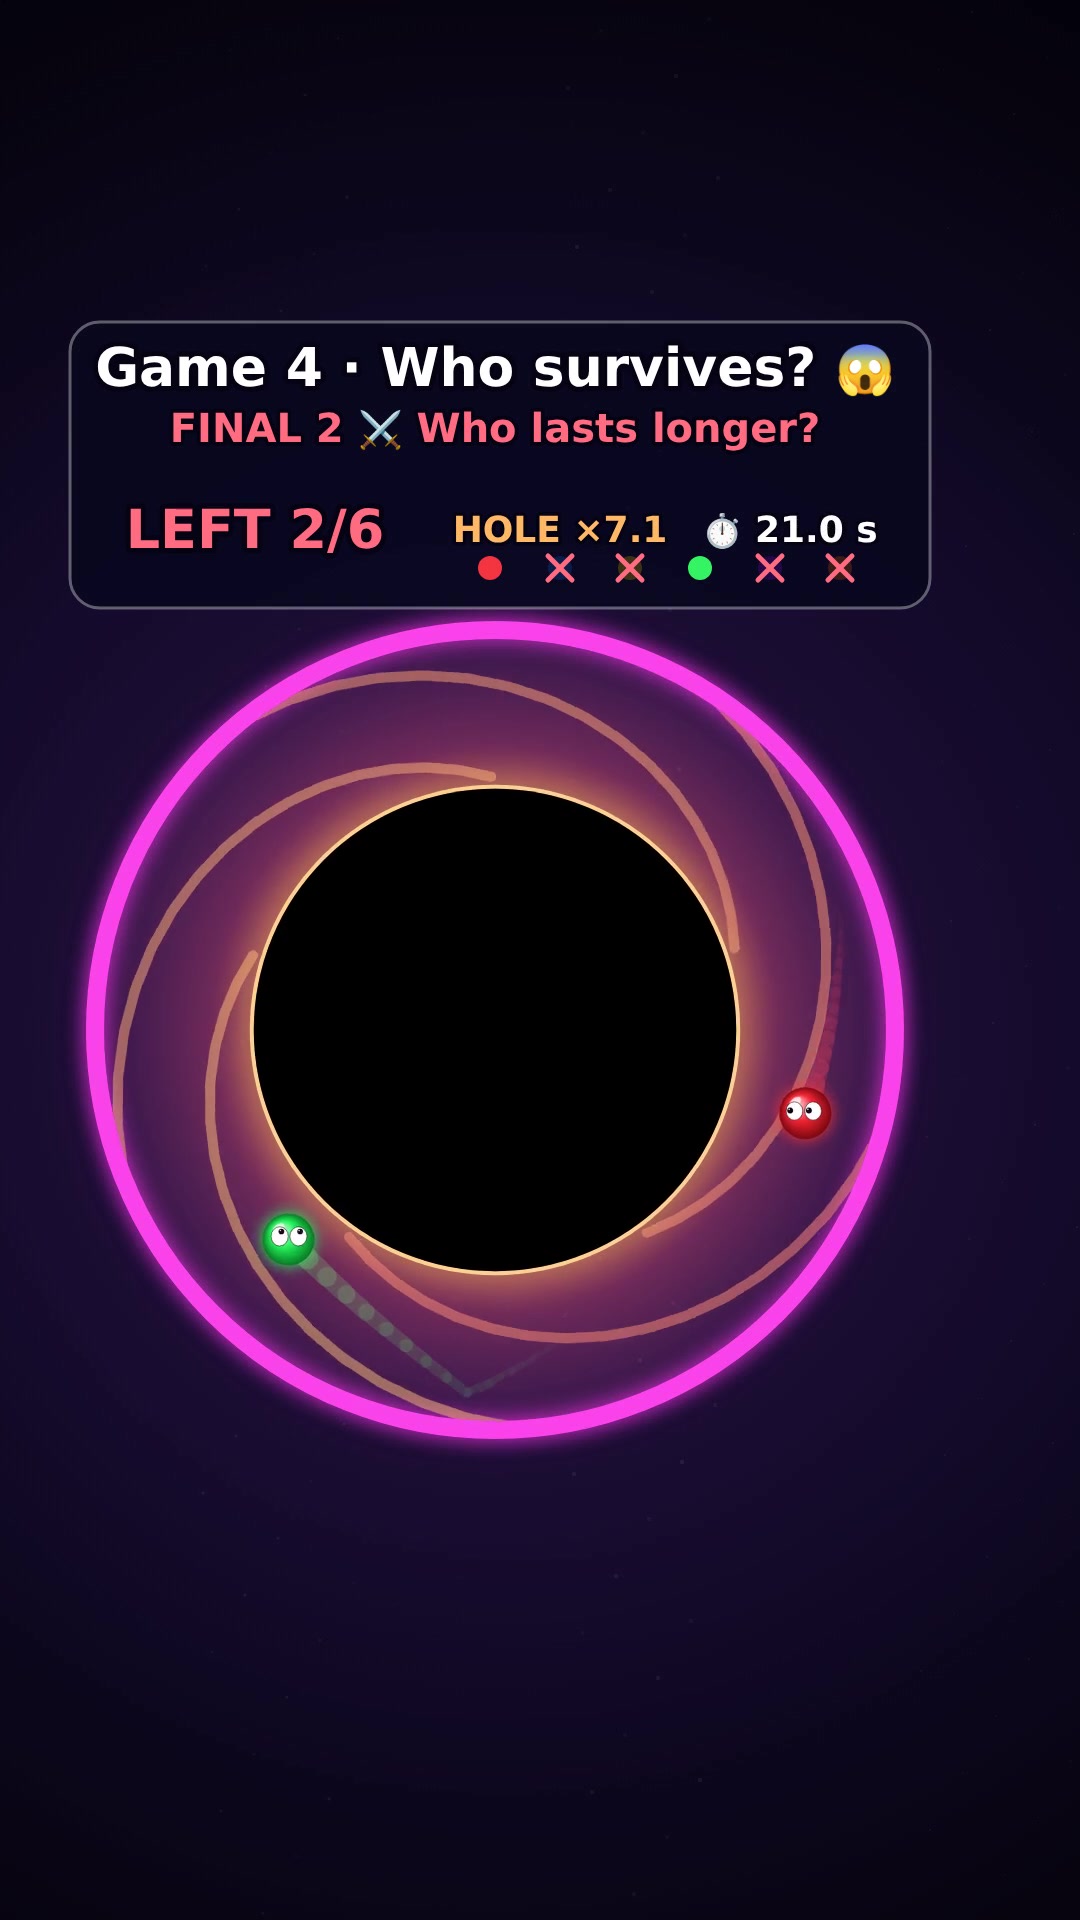 Game 4 · Who survives? 😱
FINAL 2 ⚔️ Who lasts longer?
LEFT 2/6
HOLE ×7.1 ⏱️ 21.0 s